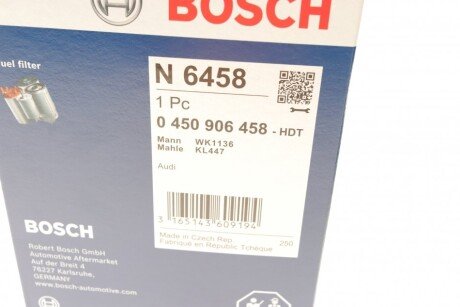 BOSCH
BOSCH
uel filter
N 6458
1 Pc
0 450 906 458 - HDT
Mann WK1136
Mahle KL447
Audi
3 165143 609194
Made in Czech Rep.
Fabriqué en Republic Tchèque 250
BOSCH
Robert Bosch GmbH
Automotive Aftermarket
Auf der Breit 4
76227 Karlsruhe,
Germany
www.bosch-automotive.com